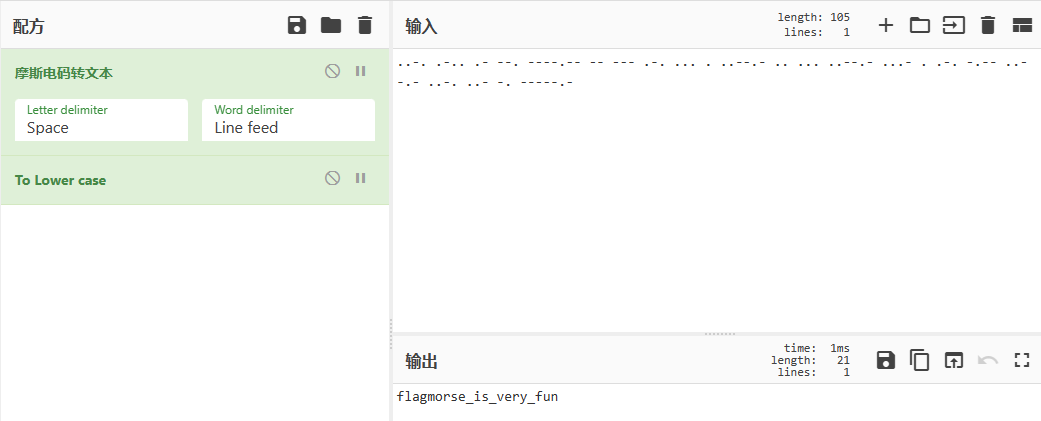 配方
输入
length: 105
lines: 1
摩斯电码转文本
Letter delimiter
Space
Word delimiter
Line feed
To Lower case
..-. .-.. .- --. ----.-- -- --- .-. ... . ..--.- .. ... ..--.- ...- . .-. -.-- ..-
-.- ..-. ..- -. -----.-
输出
time: 1ms
length: 21
lines: 1
flagmorse_is_very_fun